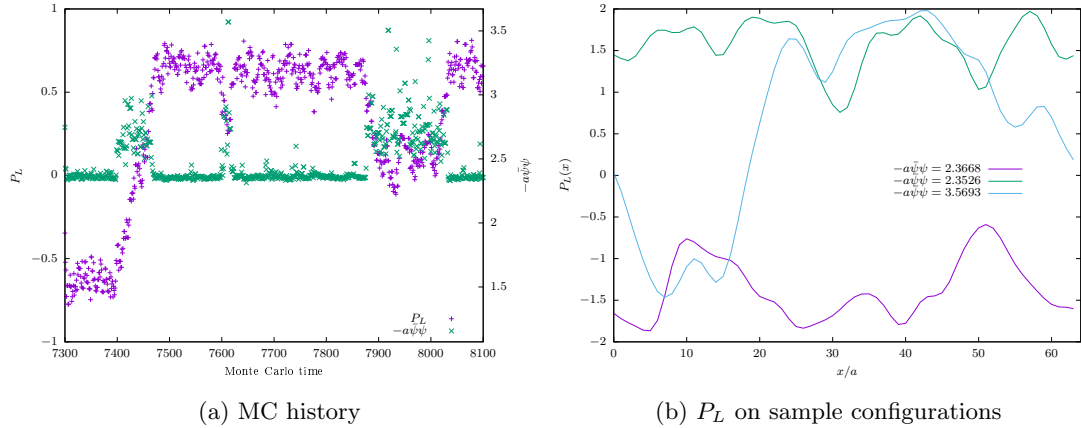 1
0.5
0
−0.5
−1
P_L
7300 7400 7500 7600 7700 7800 7900 8000 8100
Monte Carlo time
3.5
3
2.5
2
1.5
−aψ̄ψ
P_L
−aψ̄ψ
(a) MC history
2
1.5
1
0.5
0
−0.5
−1
−1.5
−2
P_L(x)
0 10 20 30 40 50 60
x/a
−aψ̄ψ = 2.3668
−aψ̄ψ = 2.3526
−aψ̄ψ = 3.5693
(b) P_L on sample configurations